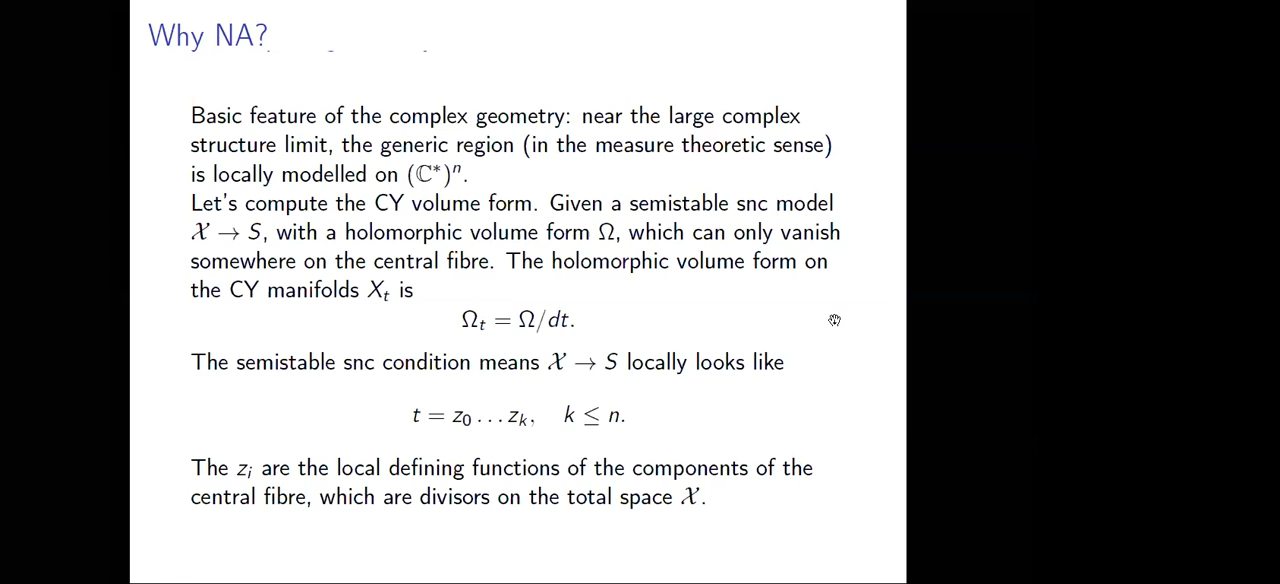 Why NA?
Basic feature of the complex geometry: near the large complex
structure limit, the generic region (in the measure theoretic sense)
is locally modelled on (ℂ*)ⁿ.
Let's compute the CY volume form. Given a semistable snc model
𝒳 → S, with a holomorphic volume form Ω, which can only vanish
somewhere on the central fibre. The holomorphic volume form on
the CY manifolds Xₜ is
Ωₜ = Ω/dt.
The semistable snc condition means 𝒳 → S locally looks like
t = z₀ . . . zₖ, k ≤ n.
The zᵢ are the local defining functions of the components of the
central fibre, which are divisors on the total space 𝒳.